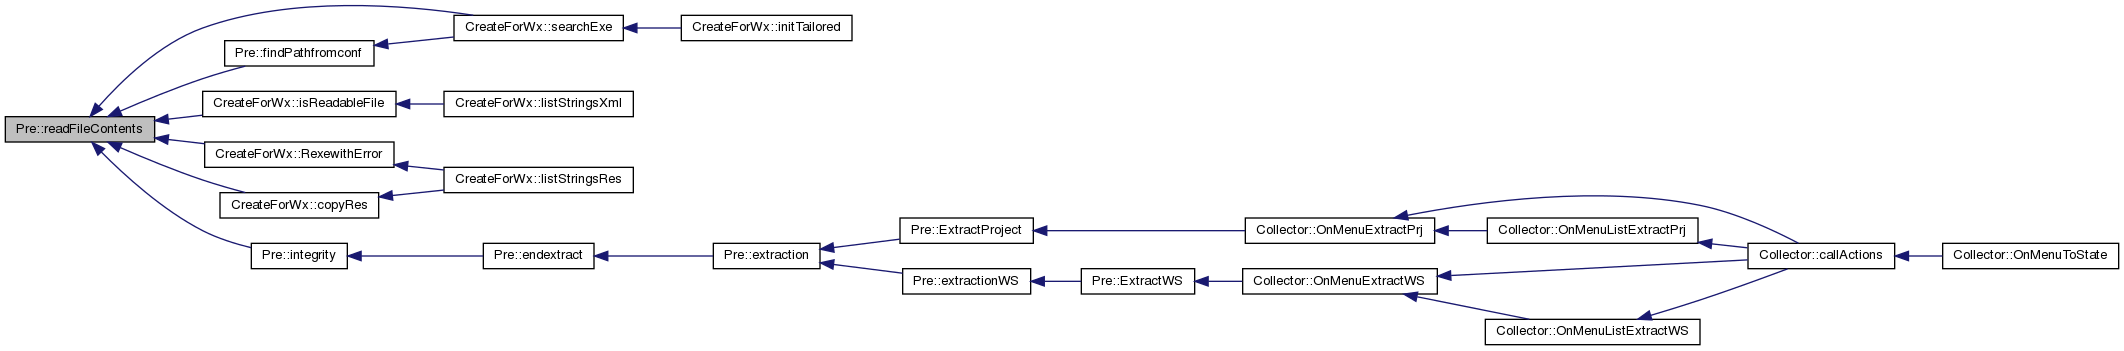 CreateForWx::searchExe
CreateForWx::initTailored
Pre::findPathfromconf
CreateForWx::isReadableFile
CreateForWx::listStringsXml
Pre::readFileContents
CreateForWx::RexewithError
CreateForWx::listStringsRes
CreateForWx::copyRes
Pre::ExtractProject
Collector::OnMenuExtractPrj
Collector::OnMenuListExtractPrj
Pre::integrity
Pre::endextract
Pre::extraction
Collector::callActions
Collector::OnMenuToState
Pre::extractionWS
Pre::ExtractWS
Collector::OnMenuExtractWS
Collector::OnMenuListExtractWS